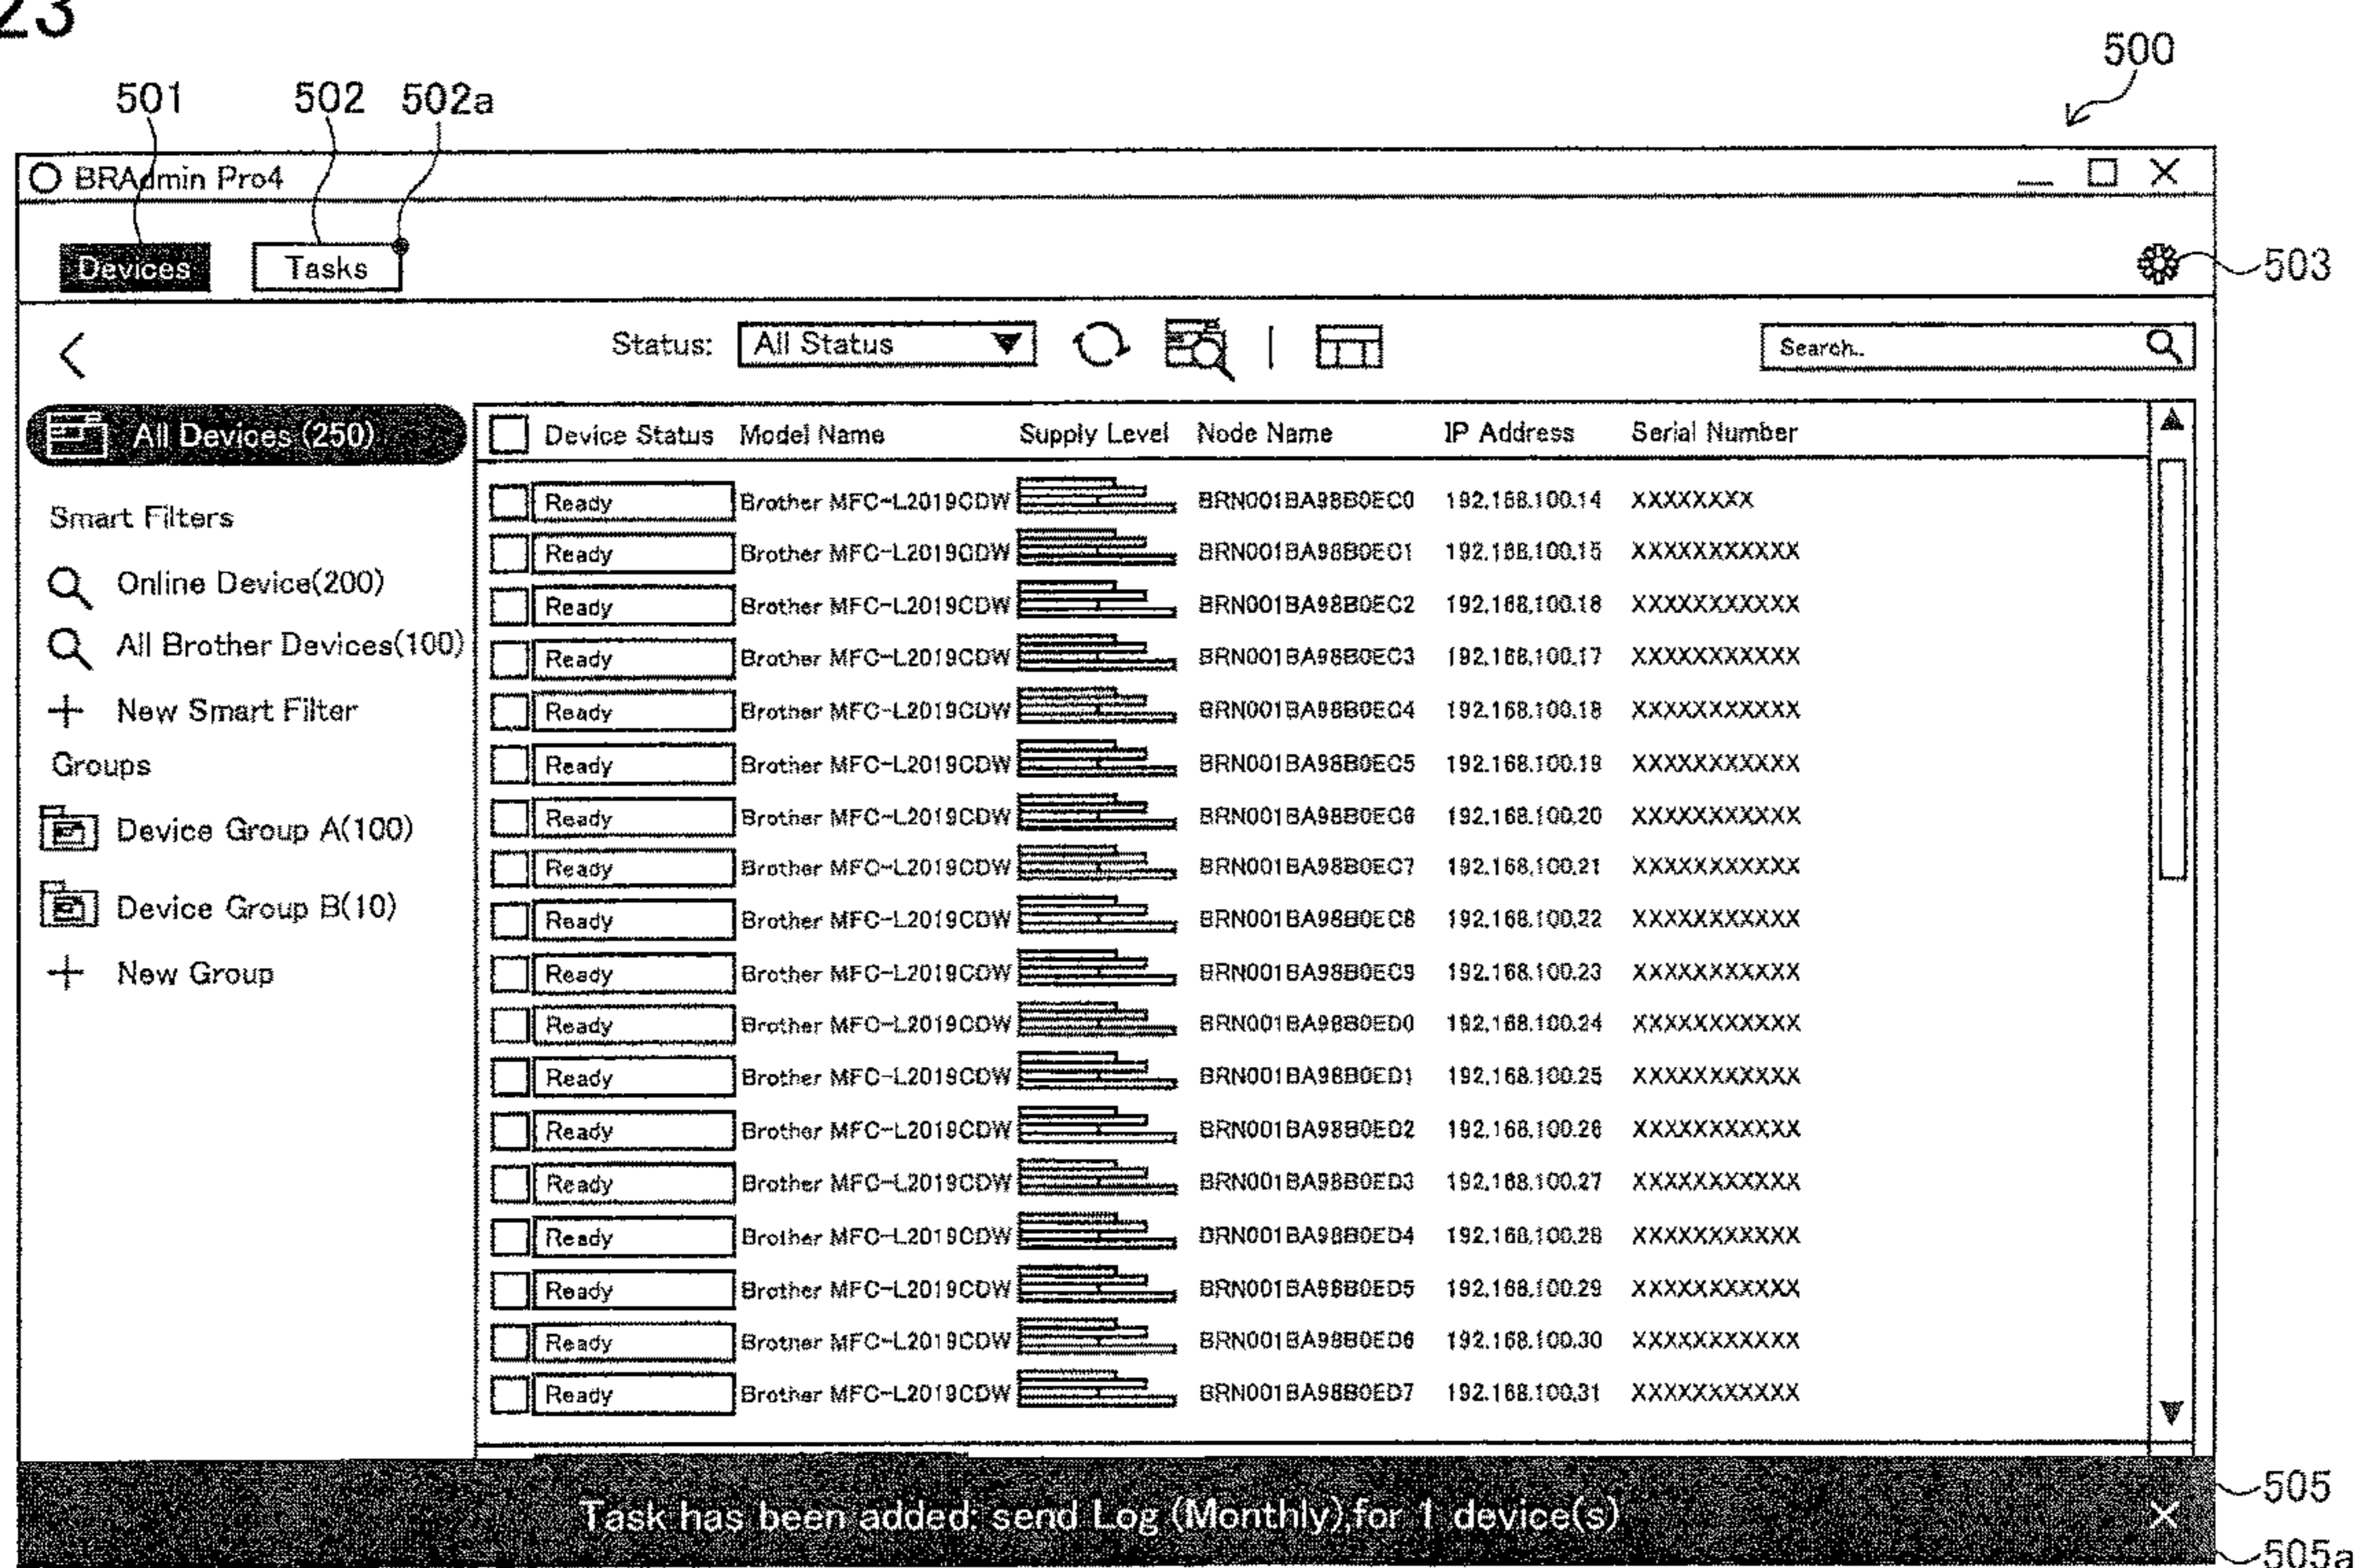 23
500
501 502 502a
BRAdmin Pro4
Devices Tasks 503
Status: All Status Search..
All Devices (250)
Smart Filters
Online Device(200)
All Brother Devices(100)
New Smart Filter
Groups
Device Group A(100)
Device Group B(10)
New Group
Device Status Model Name Supply Level Node Name IP Address Serial Number
Ready Brother MFC-L2019CDW BRN001BA98B0EC0 192.168.100.14 XXXXXXXX
Ready Brother MFC-L2019CDW BRN001BA98B0EC1 192.168.100.15 XXXXXXXXXXX
Ready Brother MFC-L2019CDW BRN001BA98B0EC2 192.168.100.16 XXXXXXXXXXX
Ready Brother MFC-L2019CDW BRN001BA98B0EC3 192.168.100.17 XXXXXXXXXXX
Ready Brother MFC-L2019CDW BRN001BA98B0EC4 192.168.100.18 XXXXXXXXXXX
Ready Brother MFC-L2019CDW BRN001BA98B0EC5 192.168.100.19 XXXXXXXXXXX
Ready Brother MFC-L2019CDW BRN001BA98B0EC6 192.168.100.20 XXXXXXXXXXX
Ready Brother MFC-L2019CDW BRN001BA98B0EC7 192.168.100.21 XXXXXXXXXXX
Ready Brother MFC-L2019CDW BRN001BA98B0EC8 192.168.100.22 XXXXXXXXXXX
Ready Brother MFC-L2019CDW BRN001BA98B0EC9 192.168.100.23 XXXXXXXXXXX
Ready Brother MFC-L2019CDW BRN001BA98B0ED0 192.168.100.24 XXXXXXXXXXX
Ready Brother MFC-L2019CDW BRN001BA98B0ED1 192.168.100.25 XXXXXXXXXXX
Ready Brother MFC-L2019CDW BRN001BA98B0ED2 192.168.100.26 XXXXXXXXXXX
Ready Brother MFC-L2019CDW BRN001BA98B0ED3 192.168.100.27 XXXXXXXXXXX
Ready Brother MFC-L2019CDW BRN001BA98B0ED4 192.168.100.28 XXXXXXXXXXX
Ready Brother MFC-L2019CDW BRN001BA98B0ED5 192.168.100.29 XXXXXXXXXXX
Ready Brother MFC-L2019CDW BRN001BA98B0ED6 192.168.100.30 XXXXXXXXXXX
Ready Brother MFC-L2019CDW BRN001BA98B0ED7 192.168.100.31 XXXXXXXXXXX
505
Task has been added: send Log (Monthly),for 1 device(s)
505a